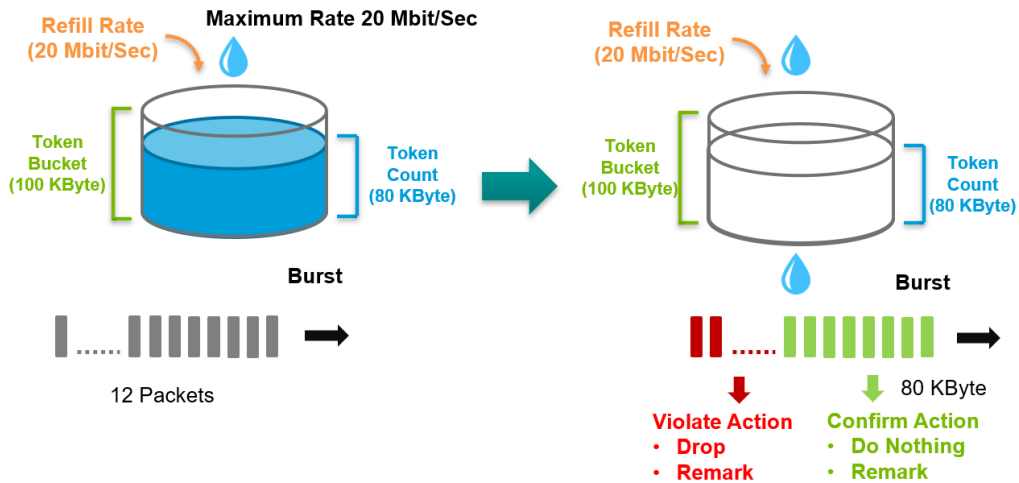 Maximum Rate 20 Mbit/Sec
Refill Rate
(20 Mbit/Sec)
Token
Bucket
(100 KByte)
Token
Count
(80 KByte)
Burst
12 Packets
Refill Rate
(20 Mbit/Sec)
Token
Bucket
(100 KByte)
Token
Count
(80 KByte)
Burst
80 KByte
Violate Action
• Drop
• Remark
Confirm Action
• Do Nothing
• Remark